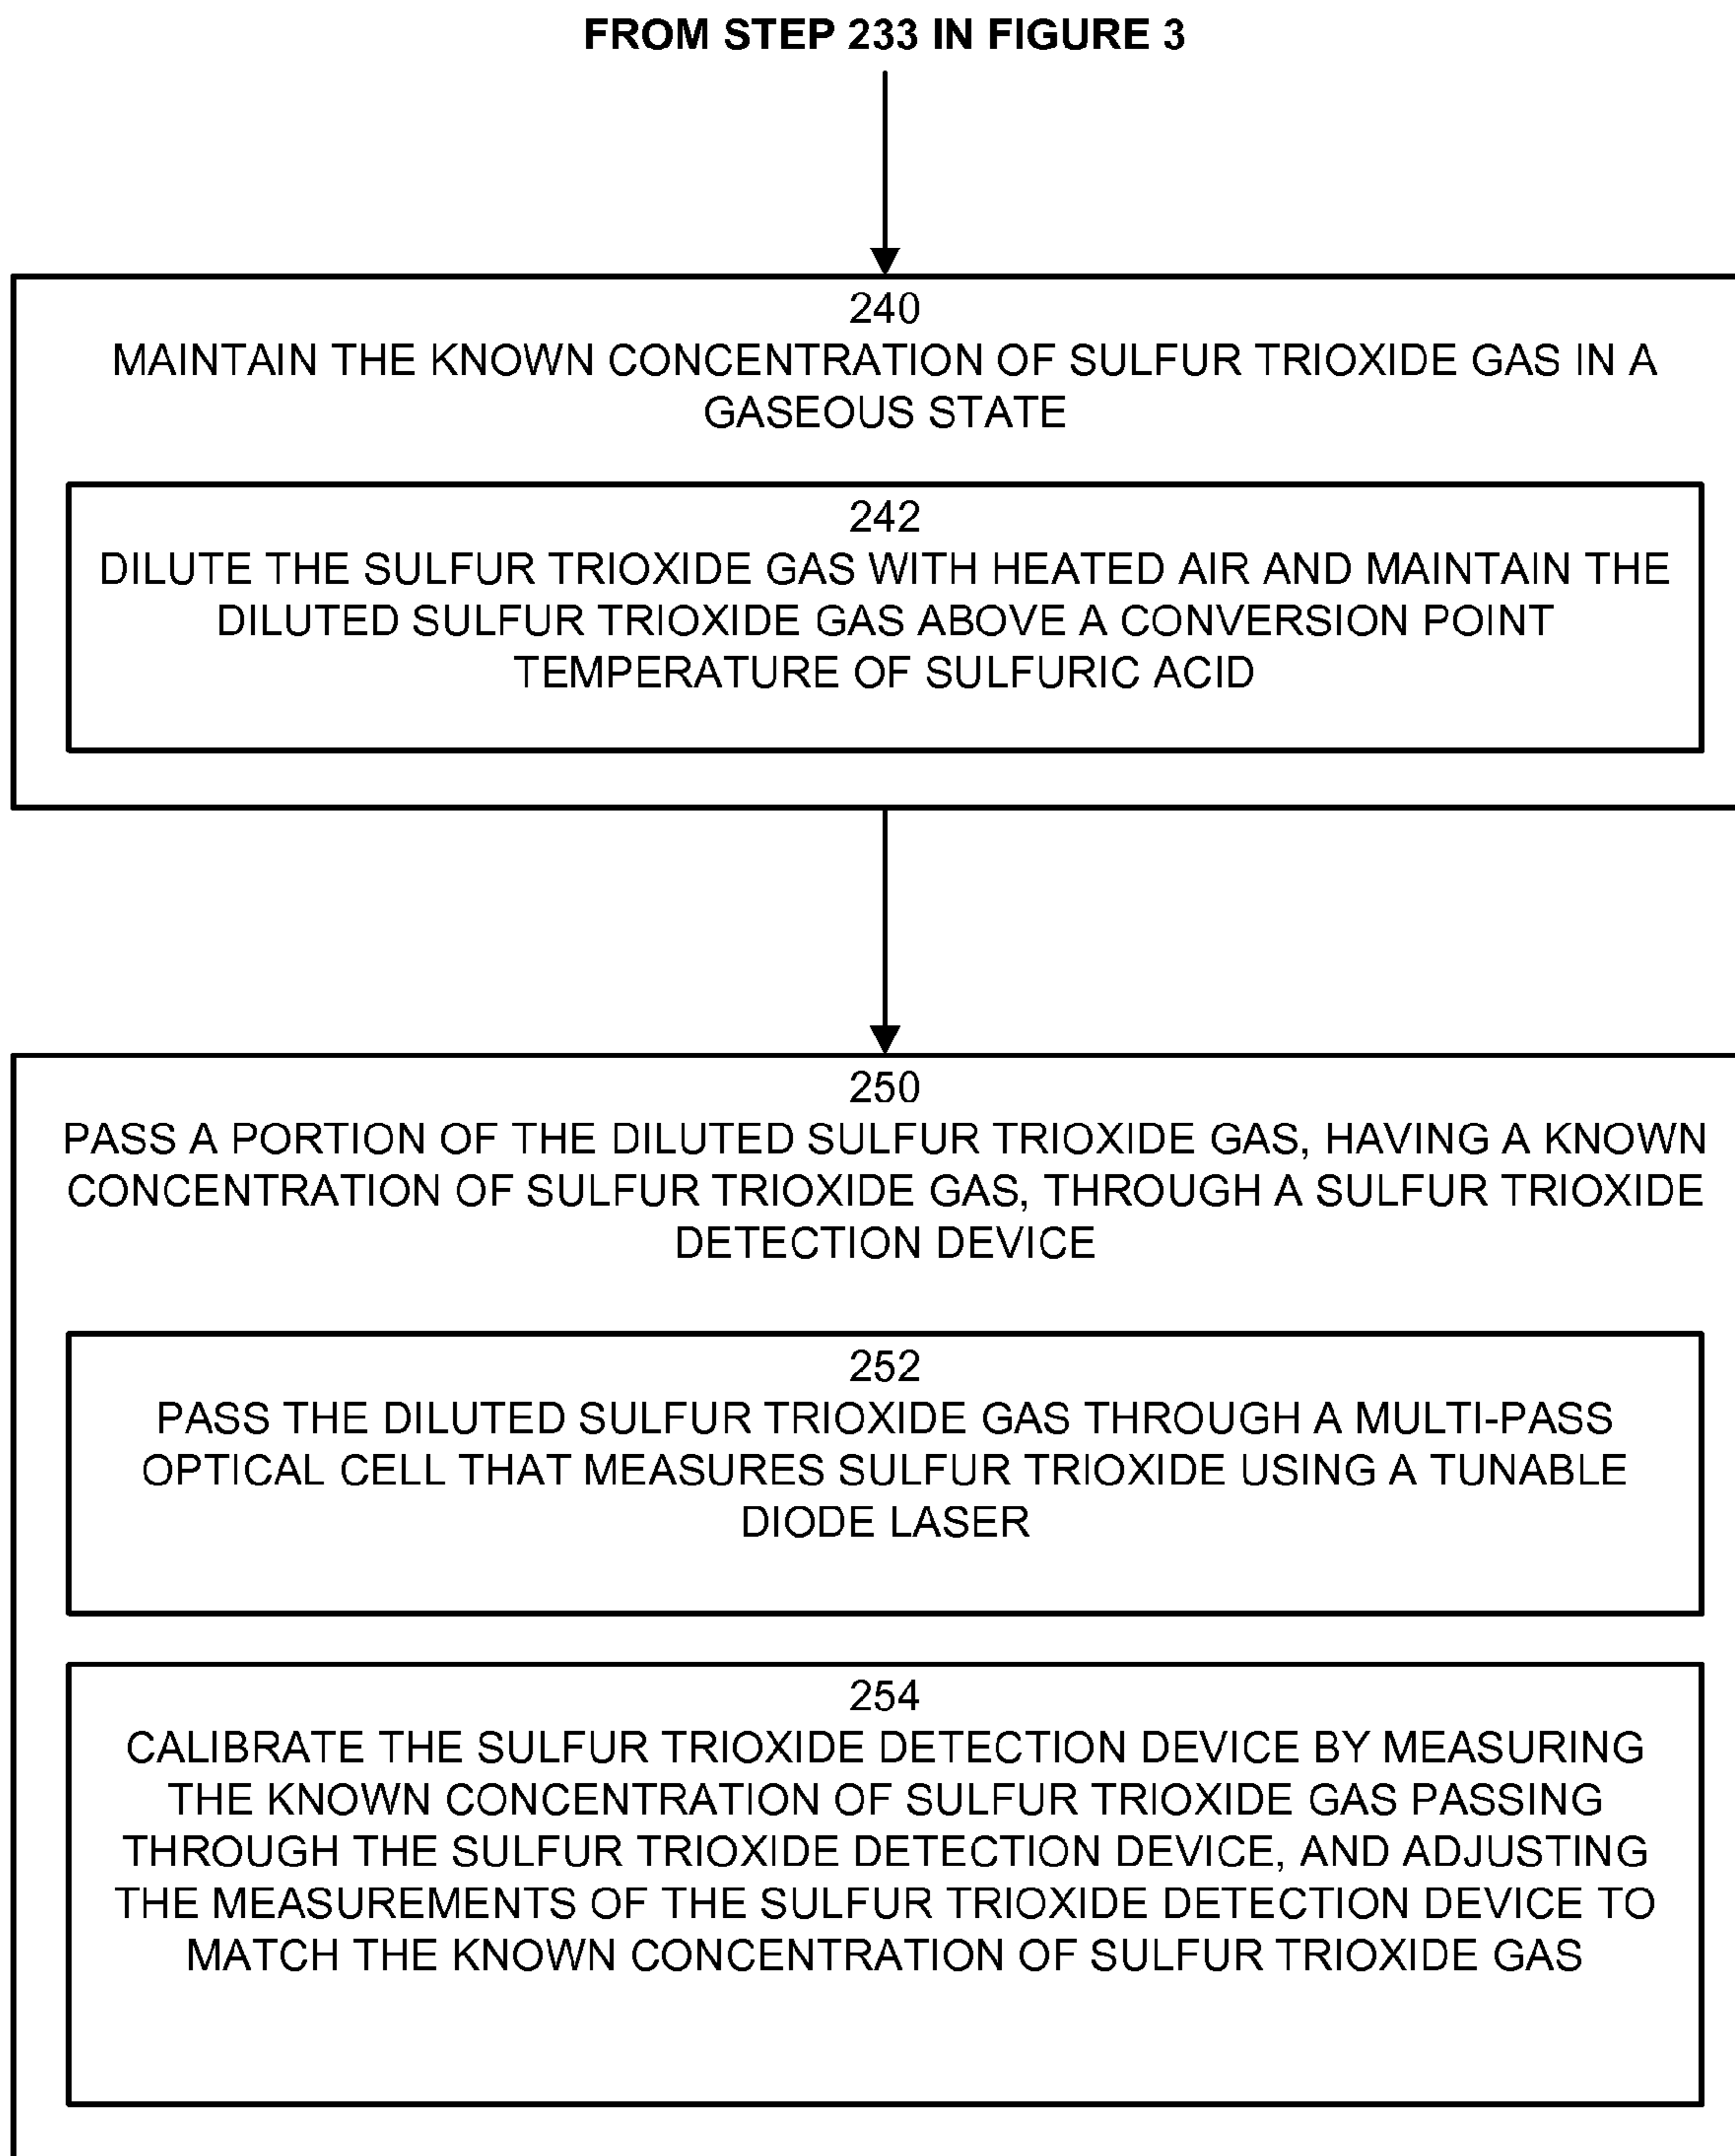 FROM STEP 233 IN FIGURE 3
240
MAINTAIN THE KNOWN CONCENTRATION OF SULFUR TRIOXIDE GAS IN A
GASEOUS STATE
242
DILUTE THE SULFUR TRIOXIDE GAS WITH HEATED AIR AND MAINTAIN THE
DILUTED SULFUR TRIOXIDE GAS ABOVE A CONVERSION POINT
TEMPERATURE OF SULFURIC ACID
250
PASS A PORTION OF THE DILUTED SULFUR TRIOXIDE GAS, HAVING A KNOWN
CONCENTRATION OF SULFUR TRIOXIDE GAS, THROUGH A SULFUR TRIOXIDE
DETECTION DEVICE
252
PASS THE DILUTED SULFUR TRIOXIDE GAS THROUGH A MULTI-PASS
OPTICAL CELL THAT MEASURES SULFUR TRIOXIDE USING A TUNABLE
DIODE LASER
254
CALIBRATE THE SULFUR TRIOXIDE DETECTION DEVICE BY MEASURING
THE KNOWN CONCENTRATION OF SULFUR TRIOXIDE GAS PASSING
THROUGH THE SULFUR TRIOXIDE DETECTION DEVICE, AND ADJUSTING
THE MEASUREMENTS OF THE SULFUR TRIOXIDE DETECTION DEVICE TO
MATCH THE KNOWN CONCENTRATION OF SULFUR TRIOXIDE GAS